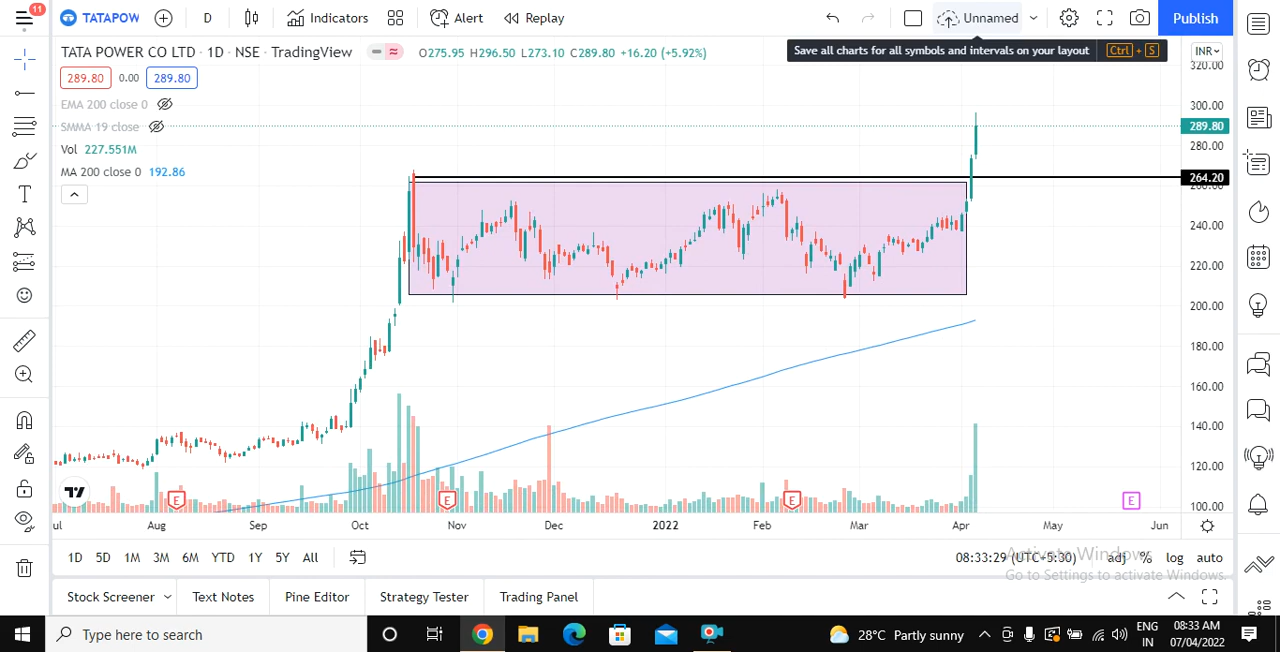 11
TATAPOW
D
Indicators
Alert
Replay
Unnamed
Publish
TATA POWER CO LTD · 1D · NSE · TradingView
O275.95 H296.50 L273.10 C289.80 +16.20 (+5.92%)
Save all charts for all symbols and intervals on your layout
Ctrl + S
INR
289.80 0.00 289.80
EMA 200 close 0
SMMA 19 close
Vol 227.551M
MA 200 close 0 192.86
320.00
300.00
289.80
280.00
264.20
260.00
240.00
220.00
200.00
180.00
160.00
140.00
120.00
100.00
E E E E
ul Aug Sep Oct Nov Dec 2022 Feb Mar Apr May Jun
1D 5D 1M 3M 6M YTD 1Y 5Y All
08:33:29 (UTC+5:30) adj % log auto
Activate Windows
Go to Settings to activate Windows.
Stock Screener Text Notes Pine Editor Strategy Tester Trading Panel
Type here to search
28°C Partly sunny
ENG
IN
08:33 AM
07/04/2022